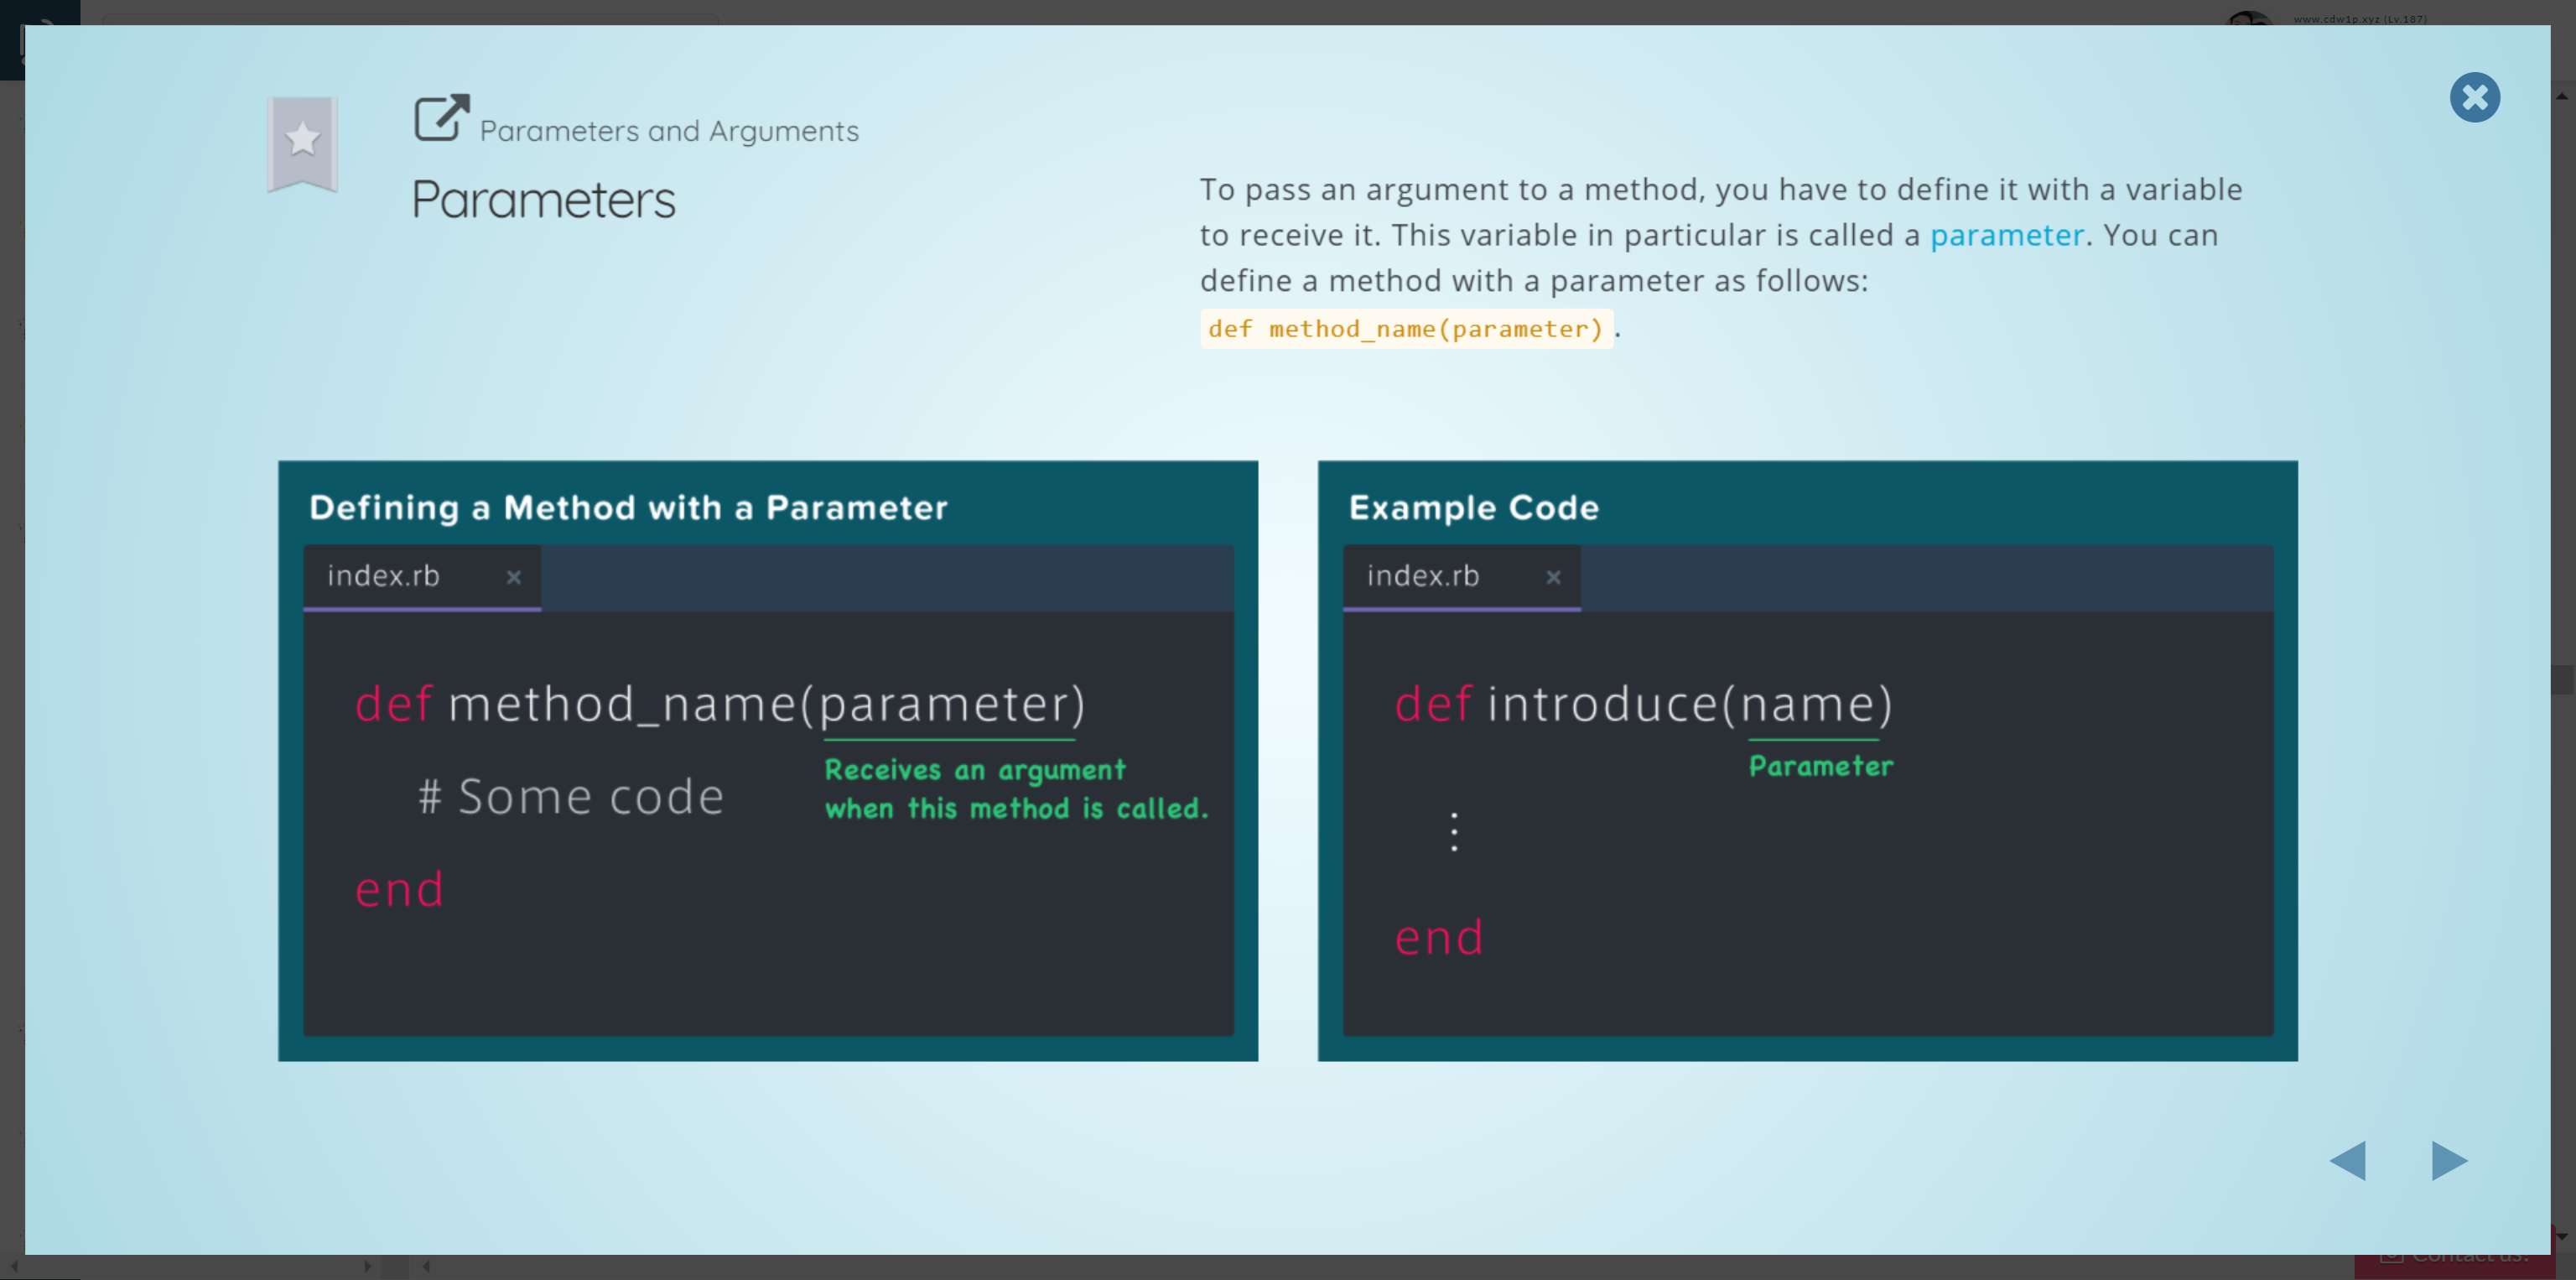 www.cdw1p.xyz (Lv.187)
Parameters and Arguments
Parameters
To pass an argument to a method, you have to define it with a variable
to receive it. This variable in particular is called a parameter. You can
define a method with a parameter as follows:
def method_name(parameter) .
Defining a Method with a Parameter
index.rb ×
def method_name(parameter)
Receives an argument
# Some code
when this method is called.
end
Example Code
index.rb ×
def introduce(name)
Parameter
⋮
end
Contact us!